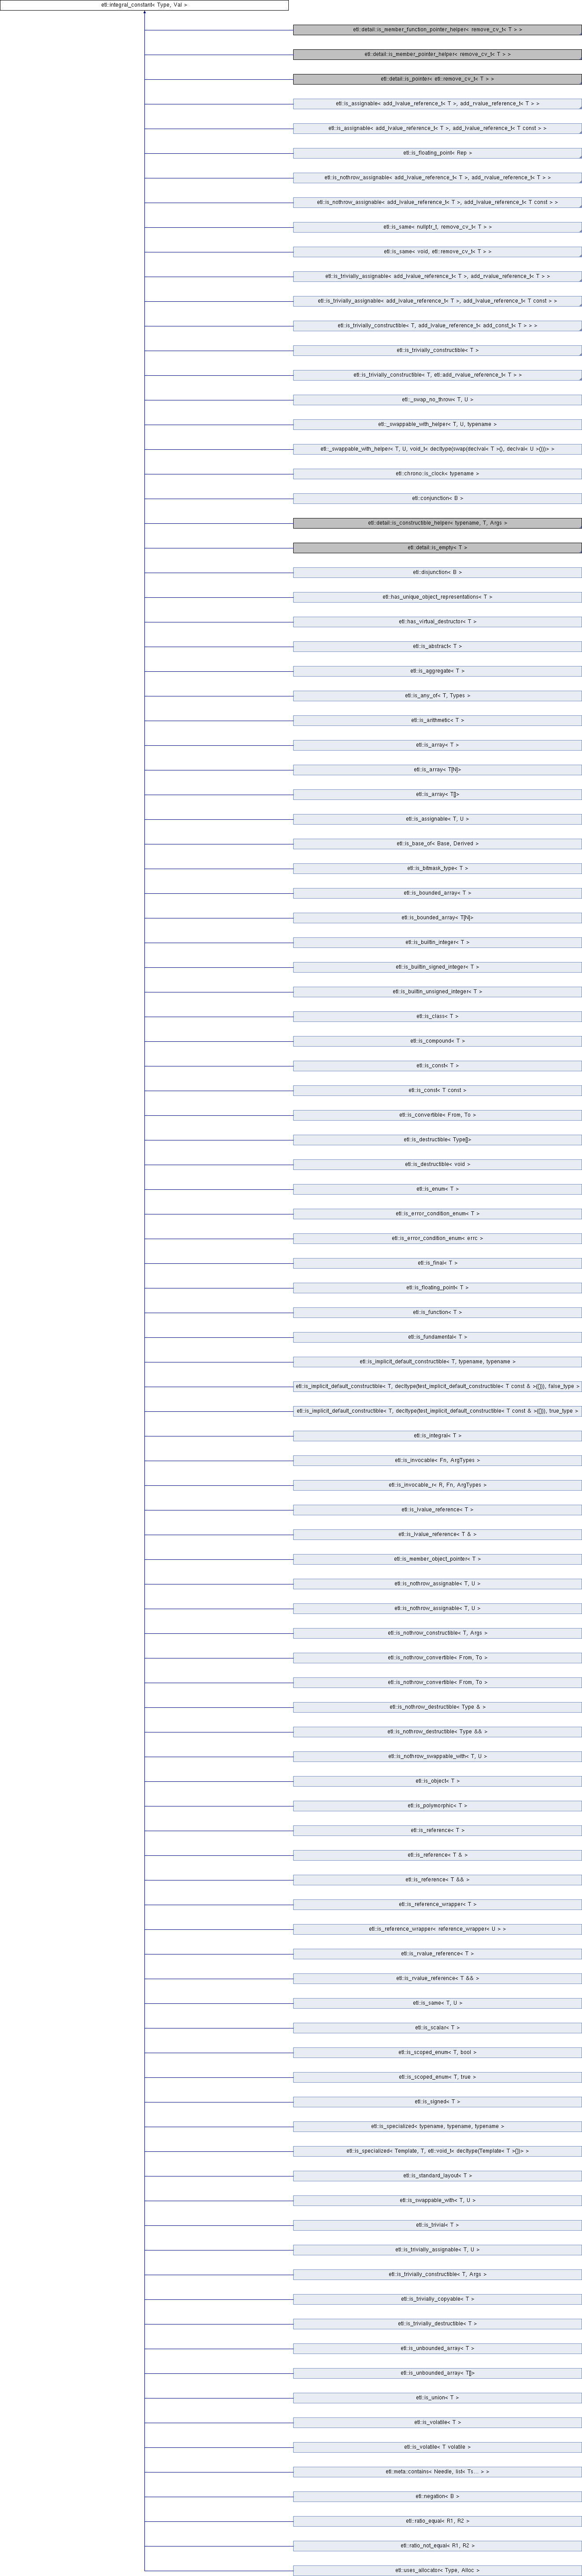 etl::integral_constant< Type, Val >
etl::detail::is_member_function_pointer_helper< remove_cv_t< T > >
etl::detail::is_member_pointer_helper< remove_cv_t< T > >
etl::detail::is_pointer< etl::remove_cv_t< T > >
etl::is_assignable< add_lvalue_reference_t< T >, add_rvalue_reference_t< T > >
etl::is_assignable< add_lvalue_reference_t< T >, add_lvalue_reference_t< T const > >
etl::is_floating_point< Rep >
etl::is_nothrow_assignable< add_lvalue_reference_t< T >, add_rvalue_reference_t< T > >
etl::is_nothrow_assignable< add_lvalue_reference_t< T >, add_lvalue_reference_t< T const > >
etl::is_same< nullptr_t, remove_cv_t< T > >
etl::is_same< void, etl::remove_cv_t< T > >
etl::is_trivially_assignable< add_lvalue_reference_t< T >, add_rvalue_reference_t< T > >
etl::is_trivially_assignable< add_lvalue_reference_t< T >, add_lvalue_reference_t< T const > >
etl::is_trivially_constructible< T, add_lvalue_reference_t< add_const_t< T > > >
etl::is_trivially_constructible< T >
etl::is_trivially_constructible< T, etl::add_rvalue_reference_t< T > >
etl::_swap_no_throw< T, U >
etl::_swappable_with_helper< T, U, typename >
etl::_swappable_with_helper< T, U, void_t< decltype(swap(declval< T >(), declval< U >()))> >
etl::chrono::is_clock< typename >
etl::conjunction< B >
etl::detail::is_constructible_helper< typename, T, Args >
etl::detail::is_empty< T >
etl::disjunction< B >
etl::has_unique_object_representations< T >
etl::has_virtual_destructor< T >
etl::is_abstract< T >
etl::is_aggregate< T >
etl::is_any_of< T, Types >
etl::is_arithmetic< T >
etl::is_array< T >
etl::is_array< T[N]>
etl::is_array< T[]>
etl::is_assignable< T, U >
etl::is_base_of< Base, Derived >
etl::is_bitmask_type< T >
etl::is_bounded_array< T >
etl::is_bounded_array< T[N]>
etl::is_builtin_integer< T >
etl::is_builtin_signed_integer< T >
etl::is_builtin_unsigned_integer< T >
etl::is_class< T >
etl::is_compound< T >
etl::is_const< T >
etl::is_const< T const >
etl::is_convertible< From, To >
etl::is_destructible< Type[]>
etl::is_destructible< void >
etl::is_enum< T >
etl::is_error_condition_enum< T >
etl::is_error_condition_enum< errc >
etl::is_final< T >
etl::is_floating_point< T >
etl::is_function< T >
etl::is_fundamental< T >
etl::is_implicit_default_constructible< T, typename, typename >
etl::is_implicit_default_constructible< T, decltype(test_implicit_default_constructible< T const & >({})), false_type >
etl::is_implicit_default_constructible< T, decltype(test_implicit_default_constructible< T const & >({})), true_type >
etl::is_integral< T >
etl::is_invocable< Fn, ArgTypes >
etl::is_invocable_r< R, Fn, ArgTypes >
etl::is_lvalue_reference< T >
etl::is_lvalue_reference< T & >
etl::is_member_object_pointer< T >
etl::is_nothrow_assignable< T, U >
etl::is_nothrow_assignable< T, U >
etl::is_nothrow_constructible< T, Args >
etl::is_nothrow_convertible< From, To >
etl::is_nothrow_convertible< From, To >
etl::is_nothrow_destructible< Type & >
etl::is_nothrow_destructible< Type && >
etl::is_nothrow_swappable_with< T, U >
etl::is_object< T >
etl::is_polymorphic< T >
etl::is_reference< T >
etl::is_reference< T & >
etl::is_reference< T && >
etl::is_reference_wrapper< T >
etl::is_reference_wrapper< reference_wrapper< U > >
etl::is_rvalue_reference< T >
etl::is_rvalue_reference< T && >
etl::is_same< T, U >
etl::is_scalar< T >
etl::is_scoped_enum< T, bool >
etl::is_scoped_enum< T, true >
etl::is_signed< T >
etl::is_specialized< typename, typename, typename >
etl::is_specialized< Template, T, etl::void_t< decltype(Template< T >{})> >
etl::is_standard_layout< T >
etl::is_swappable_with< T, U >
etl::is_trivial< T >
etl::is_trivially_assignable< T, U >
etl::is_trivially_constructible< T, Args >
etl::is_trivially_copyable< T >
etl::is_trivially_destructible< T >
etl::is_unbounded_array< T >
etl::is_unbounded_array< T[]>
etl::is_union< T >
etl::is_volatile< T >
etl::is_volatile< T volatile >
etl::meta::contains< Needle, list< Ts... > >
etl::negation< B >
etl::ratio_equal< R1, R2 >
etl::ratio_not_equal< R1, R2 >
etl::uses_allocator< Type, Alloc >